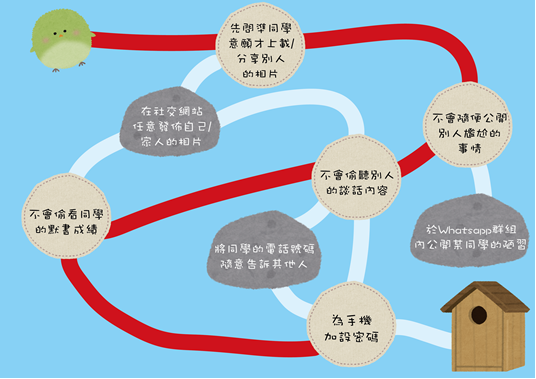 先問準同學
意願才上載/
分享別人
的相片
在社交網站
任意發佈自己/
家人的相片
不會隨便公開
別人尷尬的
事情
不會偷聽別人
的談話內容
不會偷看同學
的默書成績
於Whatsapp群組
內公開某同學的陋習
將同學的電話號碼
隨意告訴其他人
為手機
加設密碼